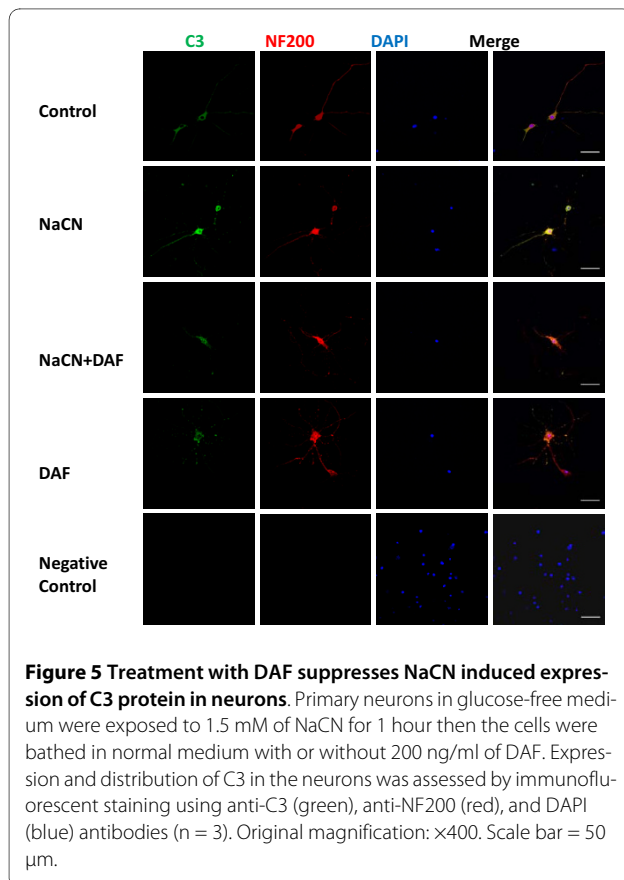 C3 NF200 DAPI Merge
Control
NaCN
NaCN+DAF
DAF
Negative
Control
Figure 5 Treatment with DAF suppresses NaCN induced expres-
sion of C3 protein in neurons. Primary neurons in glucose-free medi-
um were exposed to 1.5 mM of NaCN for 1 hour then the cells were
bathed in normal medium with or without 200 ng/ml of DAF. Expres-
sion and distribution of C3 in the neurons was assessed by immunoflu-
orescent staining using anti-C3 (green), anti-NF200 (red), and DAPI
(blue) antibodies (n = 3). Original magnification: ×400. Scale bar = 50
μm.